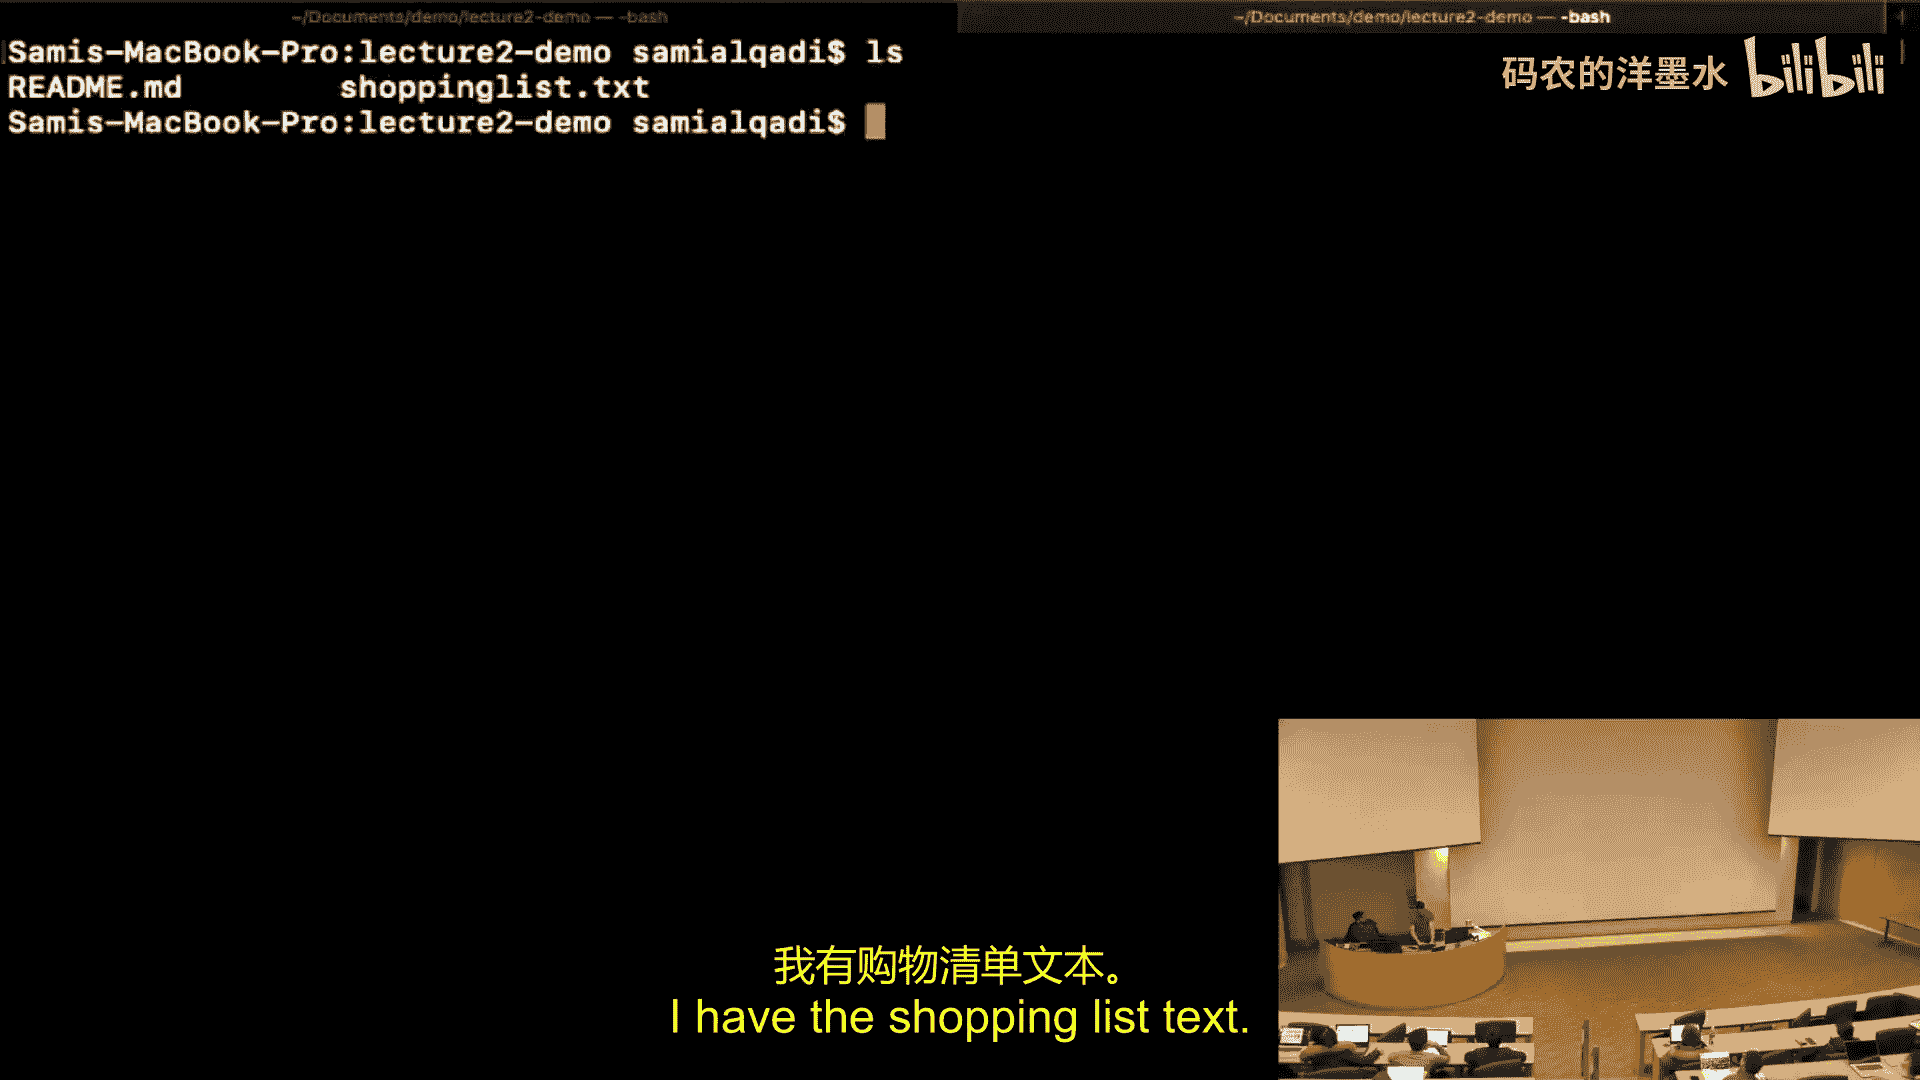 ~/Documents/demo/lecture2-demo — -bash
~/Documents/demo/lecture2-demo — -bash
Samis-MacBook-Pro:lecture2-demo samialqadi$ ls
README.md shoppinglist.txt
Samis-MacBook-Pro:lecture2-demo samialqadi$
码农的洋墨水 bilibili
我有购物清单文本。
I have the shopping list text.